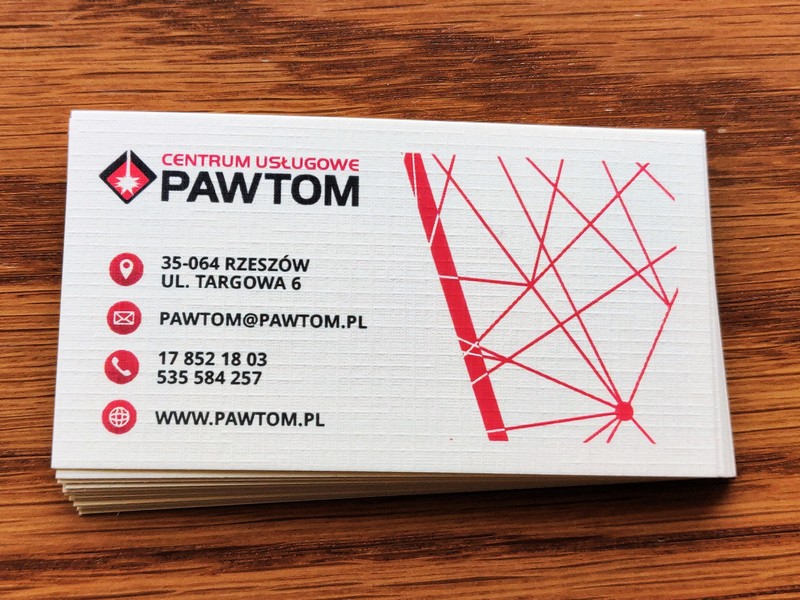 CENTRUM USŁUGOWE
PAWTOM
35-064 RZESZÓW
UL. TARGOWA 6
PAWTOM@PAWTOM.PL
17 852 18 03
535 584 257
WWW.PAWTOM.PL